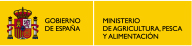 GOBIERNO
DE ESPAÑA
MINISTERIO
DE AGRICULTURA, PESCA
Y ALIMENTACIÓN